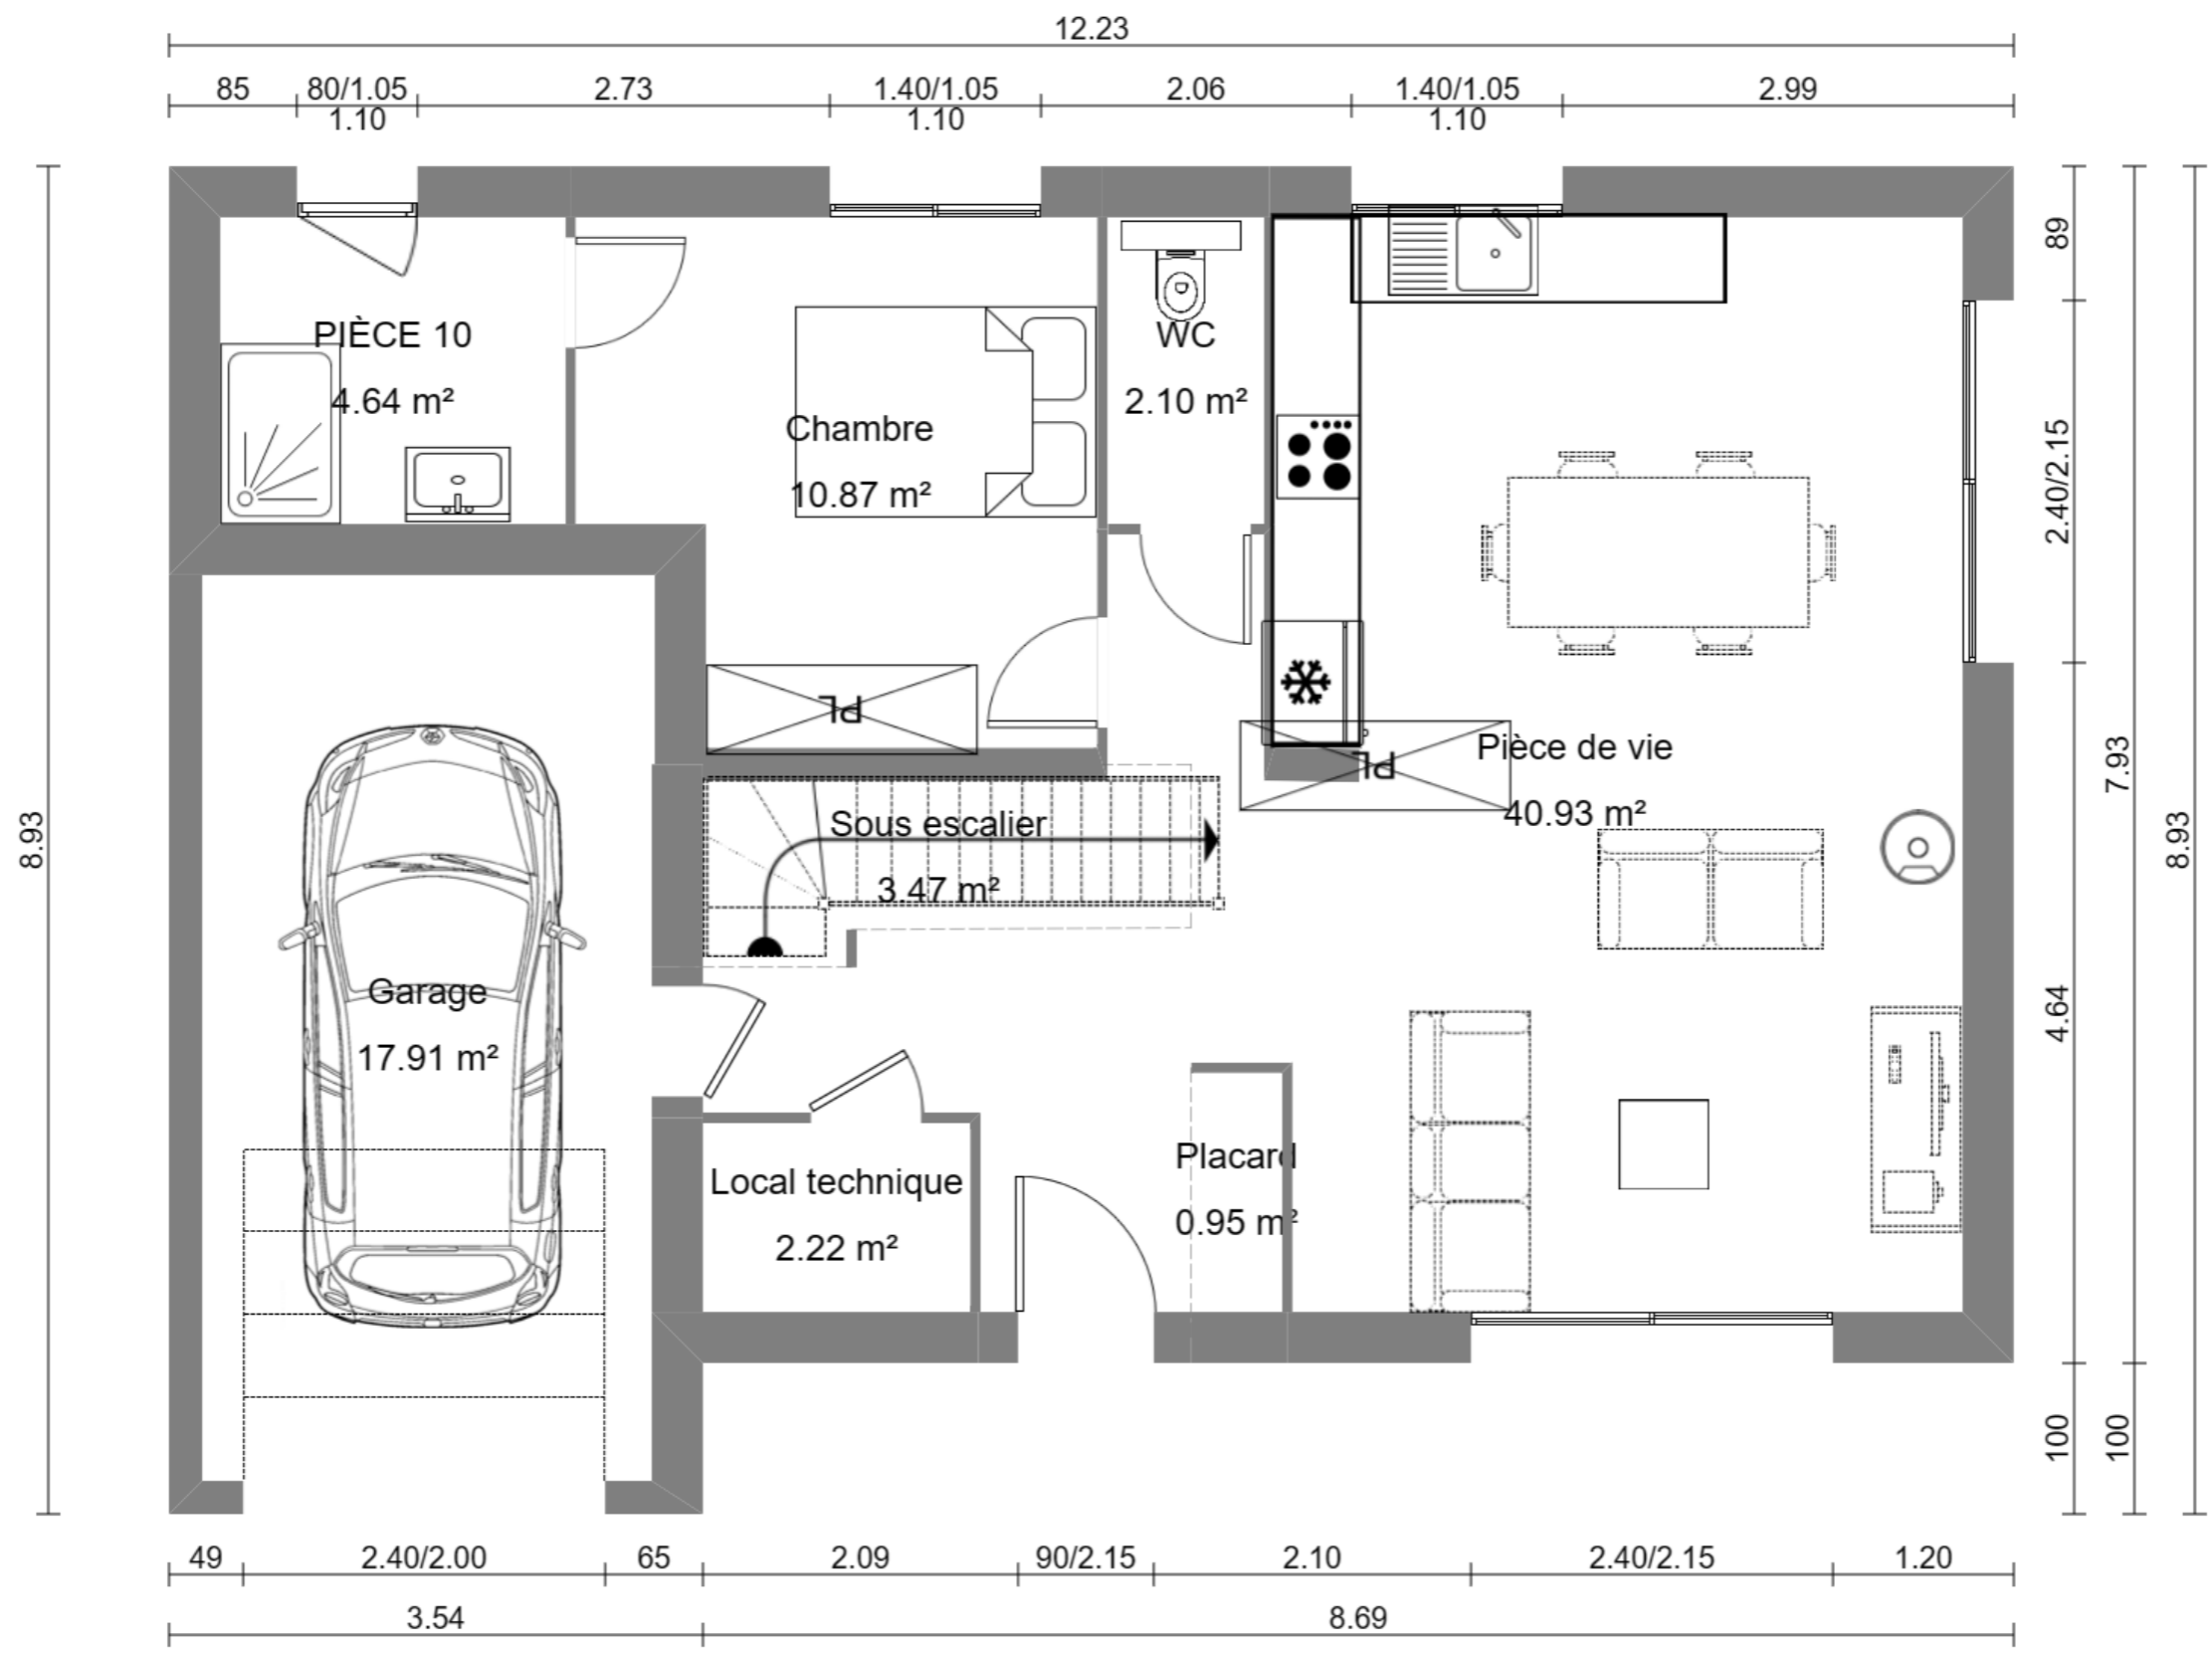 12.23
85 80/1.05 2.73 1.40/1.05 2.06 1.40/1.05 2.99
1.10 1.10 1.10
PIÈCE 10
4.64 m²
Chambre
10.87 m²
WC
2.10 m²
PL
PL
Pièce de vie
40.93 m²
Sous escalier
3.47 m²
Garage
17.91 m²
Local technique
2.22 m²
Placard
0.95 m²
8.93
89
2.40/2.15
4.64
100
7.93
100
8.93
49 2.40/2.00 65 2.09 90/2.15 2.10 2.40/2.15 1.20
3.54 8.69